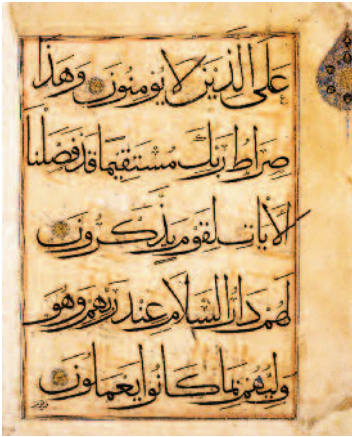 على الذين لا يؤمنون وهذا
صراط ربك مستقيما قد فصلنا
الآيات لقوم يذكرون
لهم دار السلام عند ربهم وهو
وليهم بما كانوا يعملون